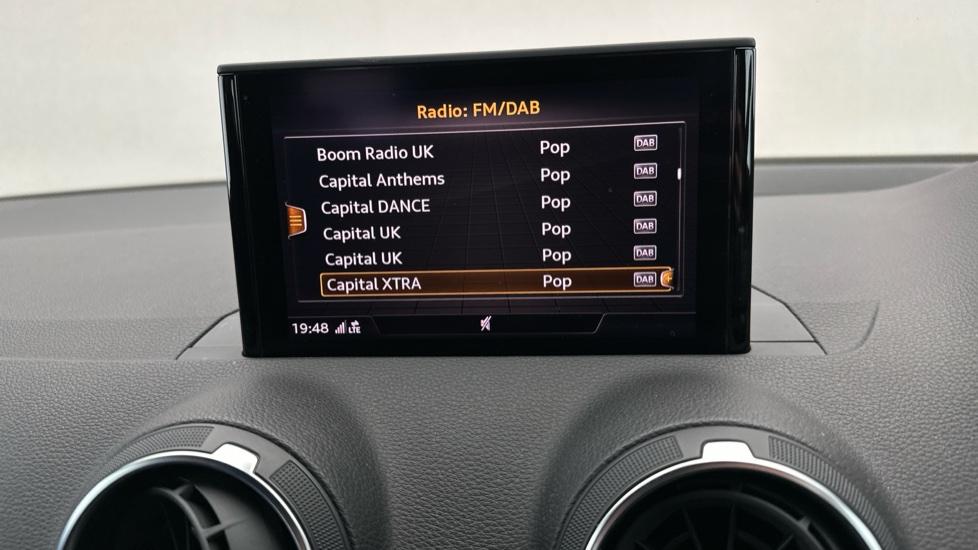 Radio: FM/DAB
Boom Radio UK Pop DAB
Capital Anthems Pop DAB
Capital DANCE Pop DAB
Capital UK Pop DAB
Capital UK Pop DAB
Capital XTRA Pop DAB
19:48 LTE